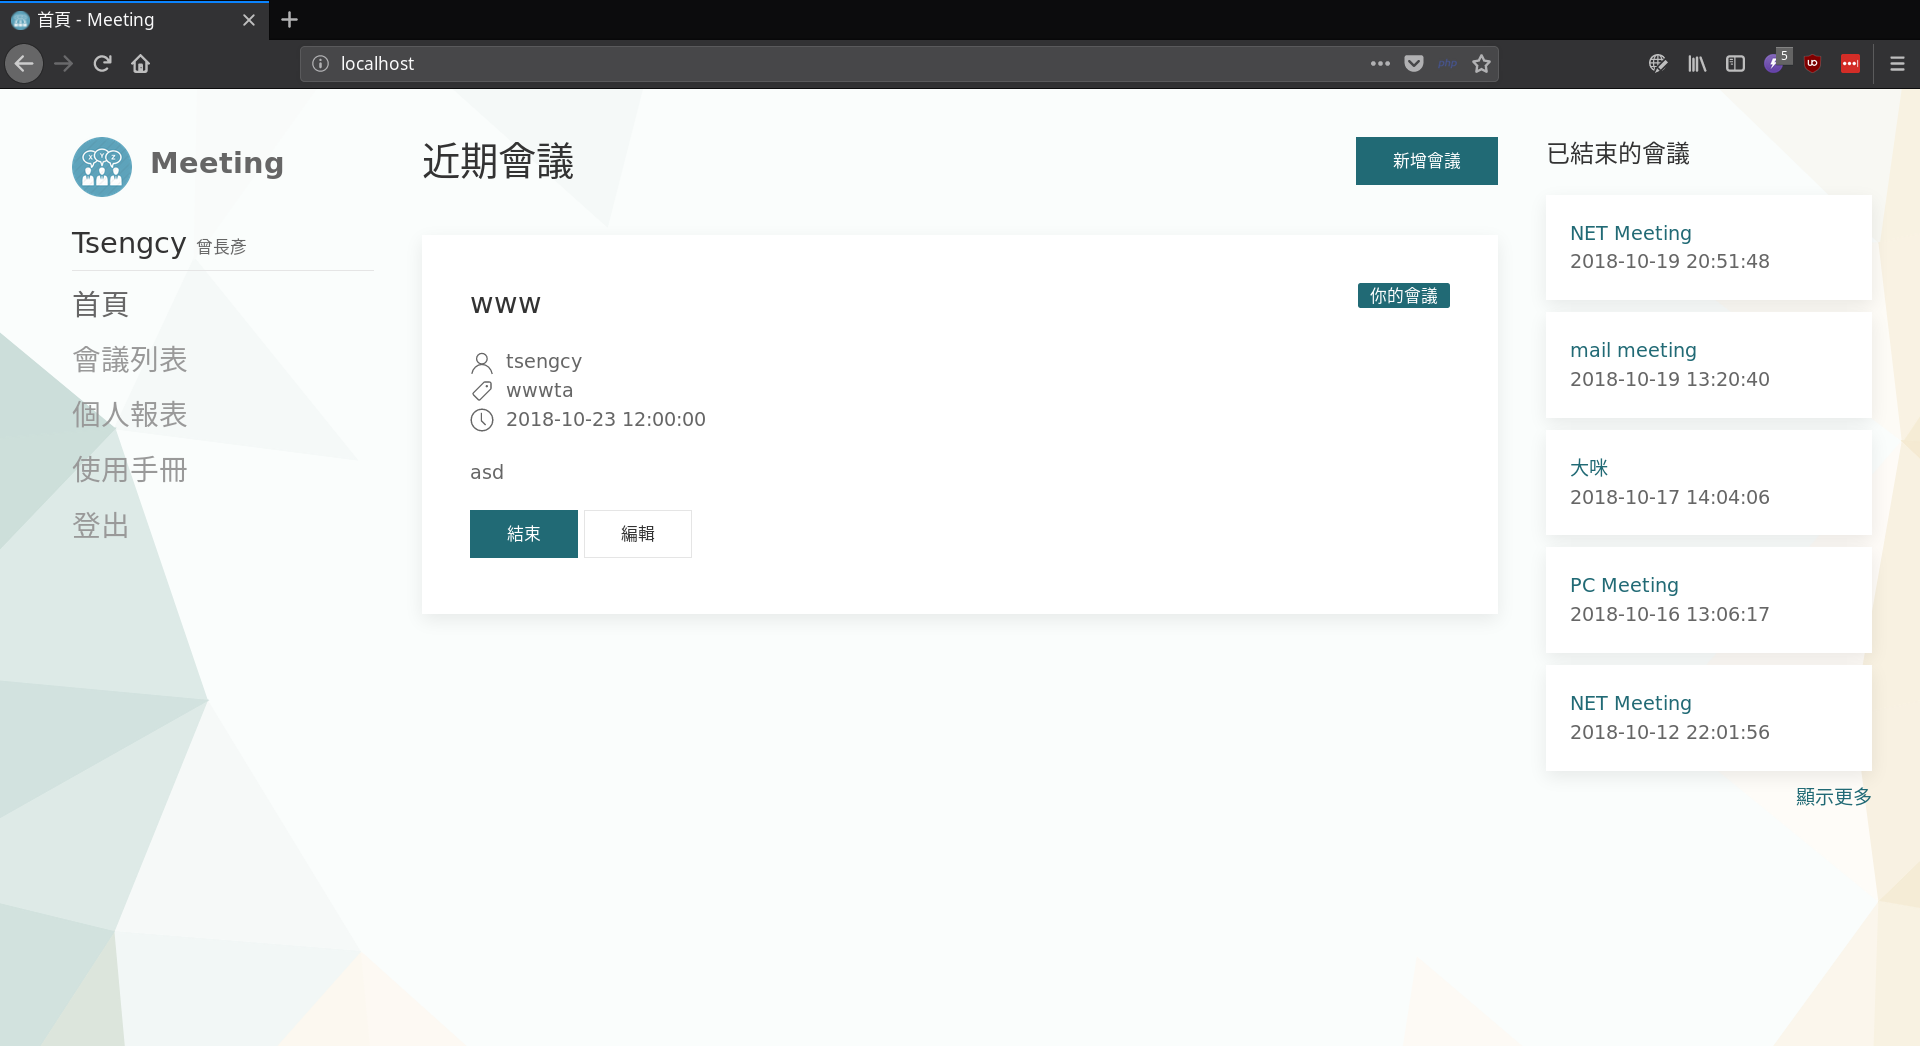 首頁 - Meeting
localhost
php
5
Meeting
Tsengcy 曾長彥
首頁
會議列表
個人報表
使用手冊
登出
近期會議
新增會議
www
你的會議
tsengcy
wwwta
2018-10-23 12:00:00
asd
結束
編輯
已結束的會議
NET Meeting
2018-10-19 20:51:48
mail meeting
2018-10-19 13:20:40
大咪
2018-10-17 14:04:06
PC Meeting
2018-10-16 13:06:17
NET Meeting
2018-10-12 22:01:56
顯示更多